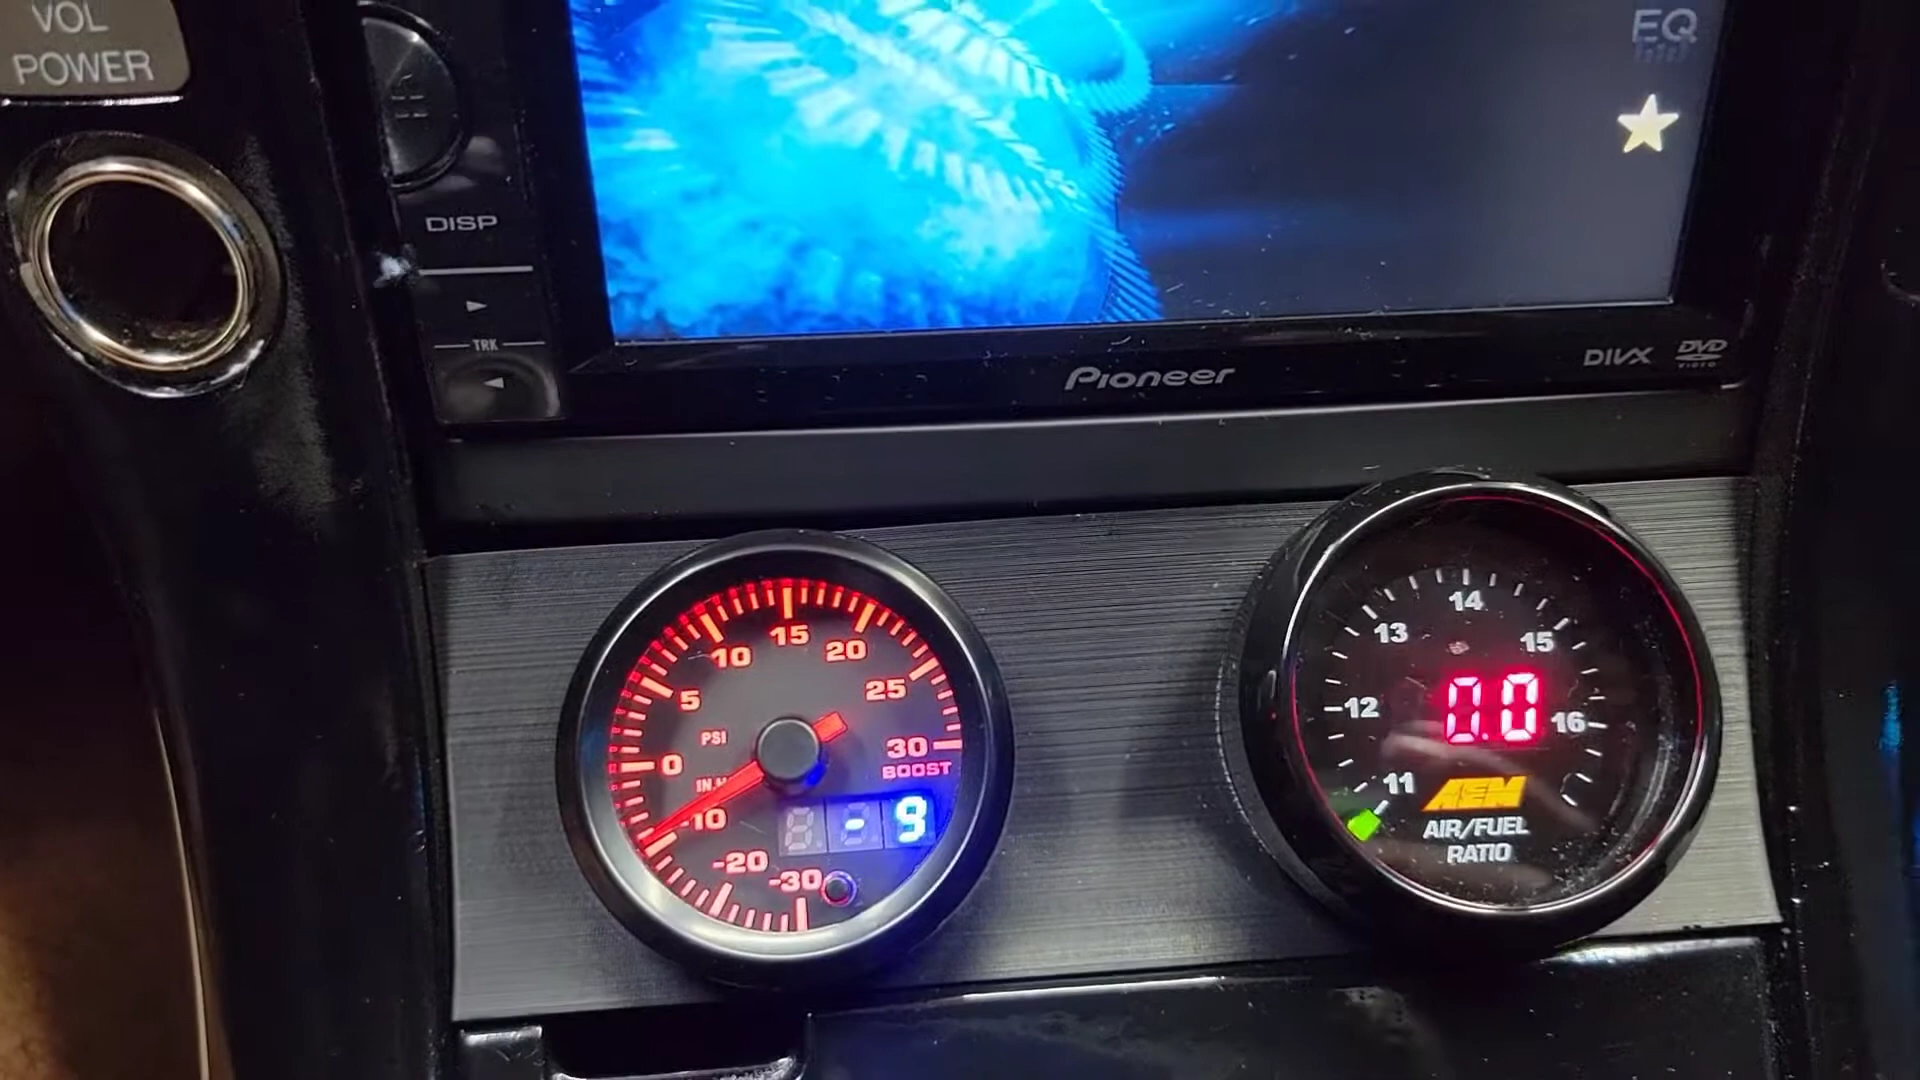 VOL
POWER
EQ
DISP
TRK
Pioneer
DIVX
DVD
VIDEO
15
10
20
5
25
PSI
30
0
BOOST
IN.
-10
- 9
-20
-30
14
13
15
12
0.0
16
11
AEM
AIR/FUEL
RATIO